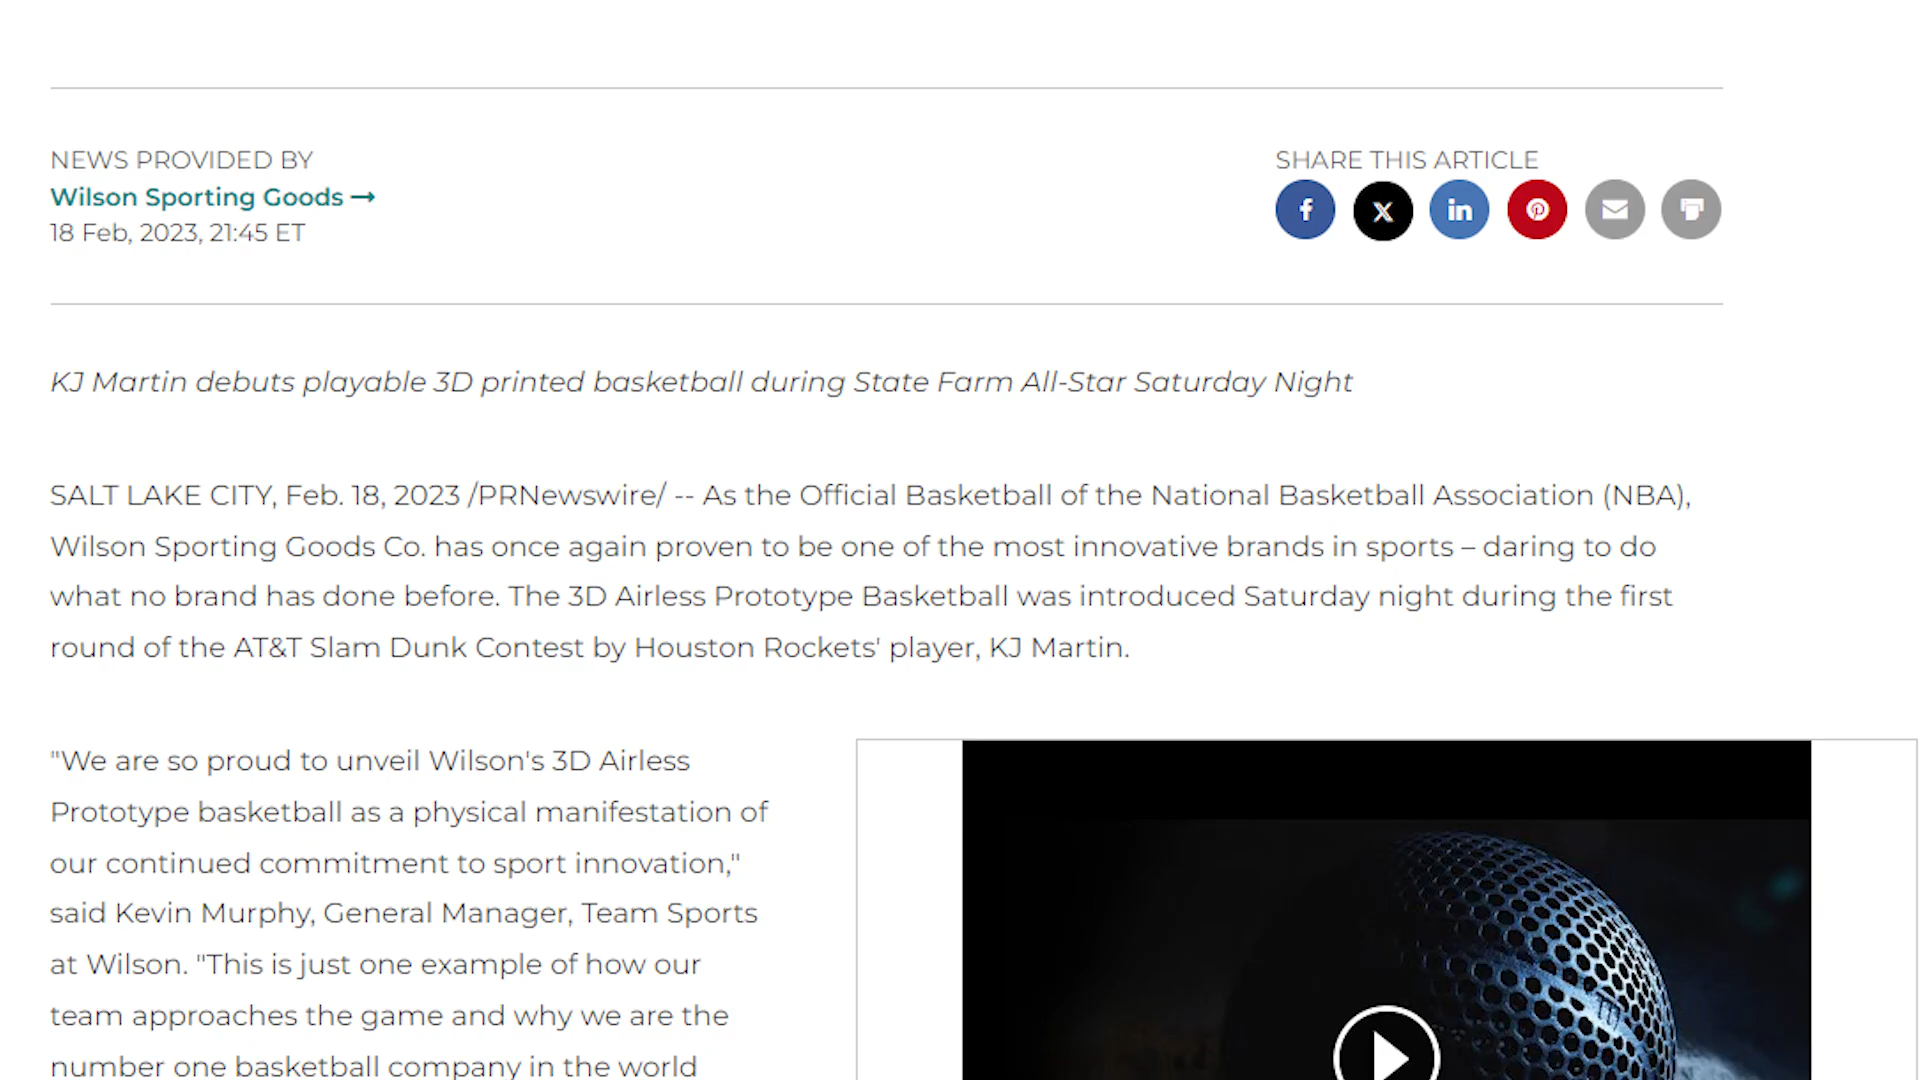 NEWS PROVIDED BY
Wilson Sporting Goods →
18 Feb, 2023, 21:45 ET
SHARE THIS ARTICLE
KJ Martin debuts playable 3D printed basketball during State Farm All-Star Saturday Night
SALT LAKE CITY, Feb. 18, 2023 /PRNewswire/ -- As the Official Basketball of the National Basketball Association (NBA),
Wilson Sporting Goods Co. has once again proven to be one of the most innovative brands in sports – daring to do
what no brand has done before. The 3D Airless Prototype Basketball was introduced Saturday night during the first
round of the AT&T Slam Dunk Contest by Houston Rockets' player, KJ Martin.
"We are so proud to unveil Wilson's 3D Airless
Prototype basketball as a physical manifestation of
our continued commitment to sport innovation,"
said Kevin Murphy, General Manager, Team Sports
at Wilson. "This is just one example of how our
team approaches the game and why we are the
number one basketball company in the world